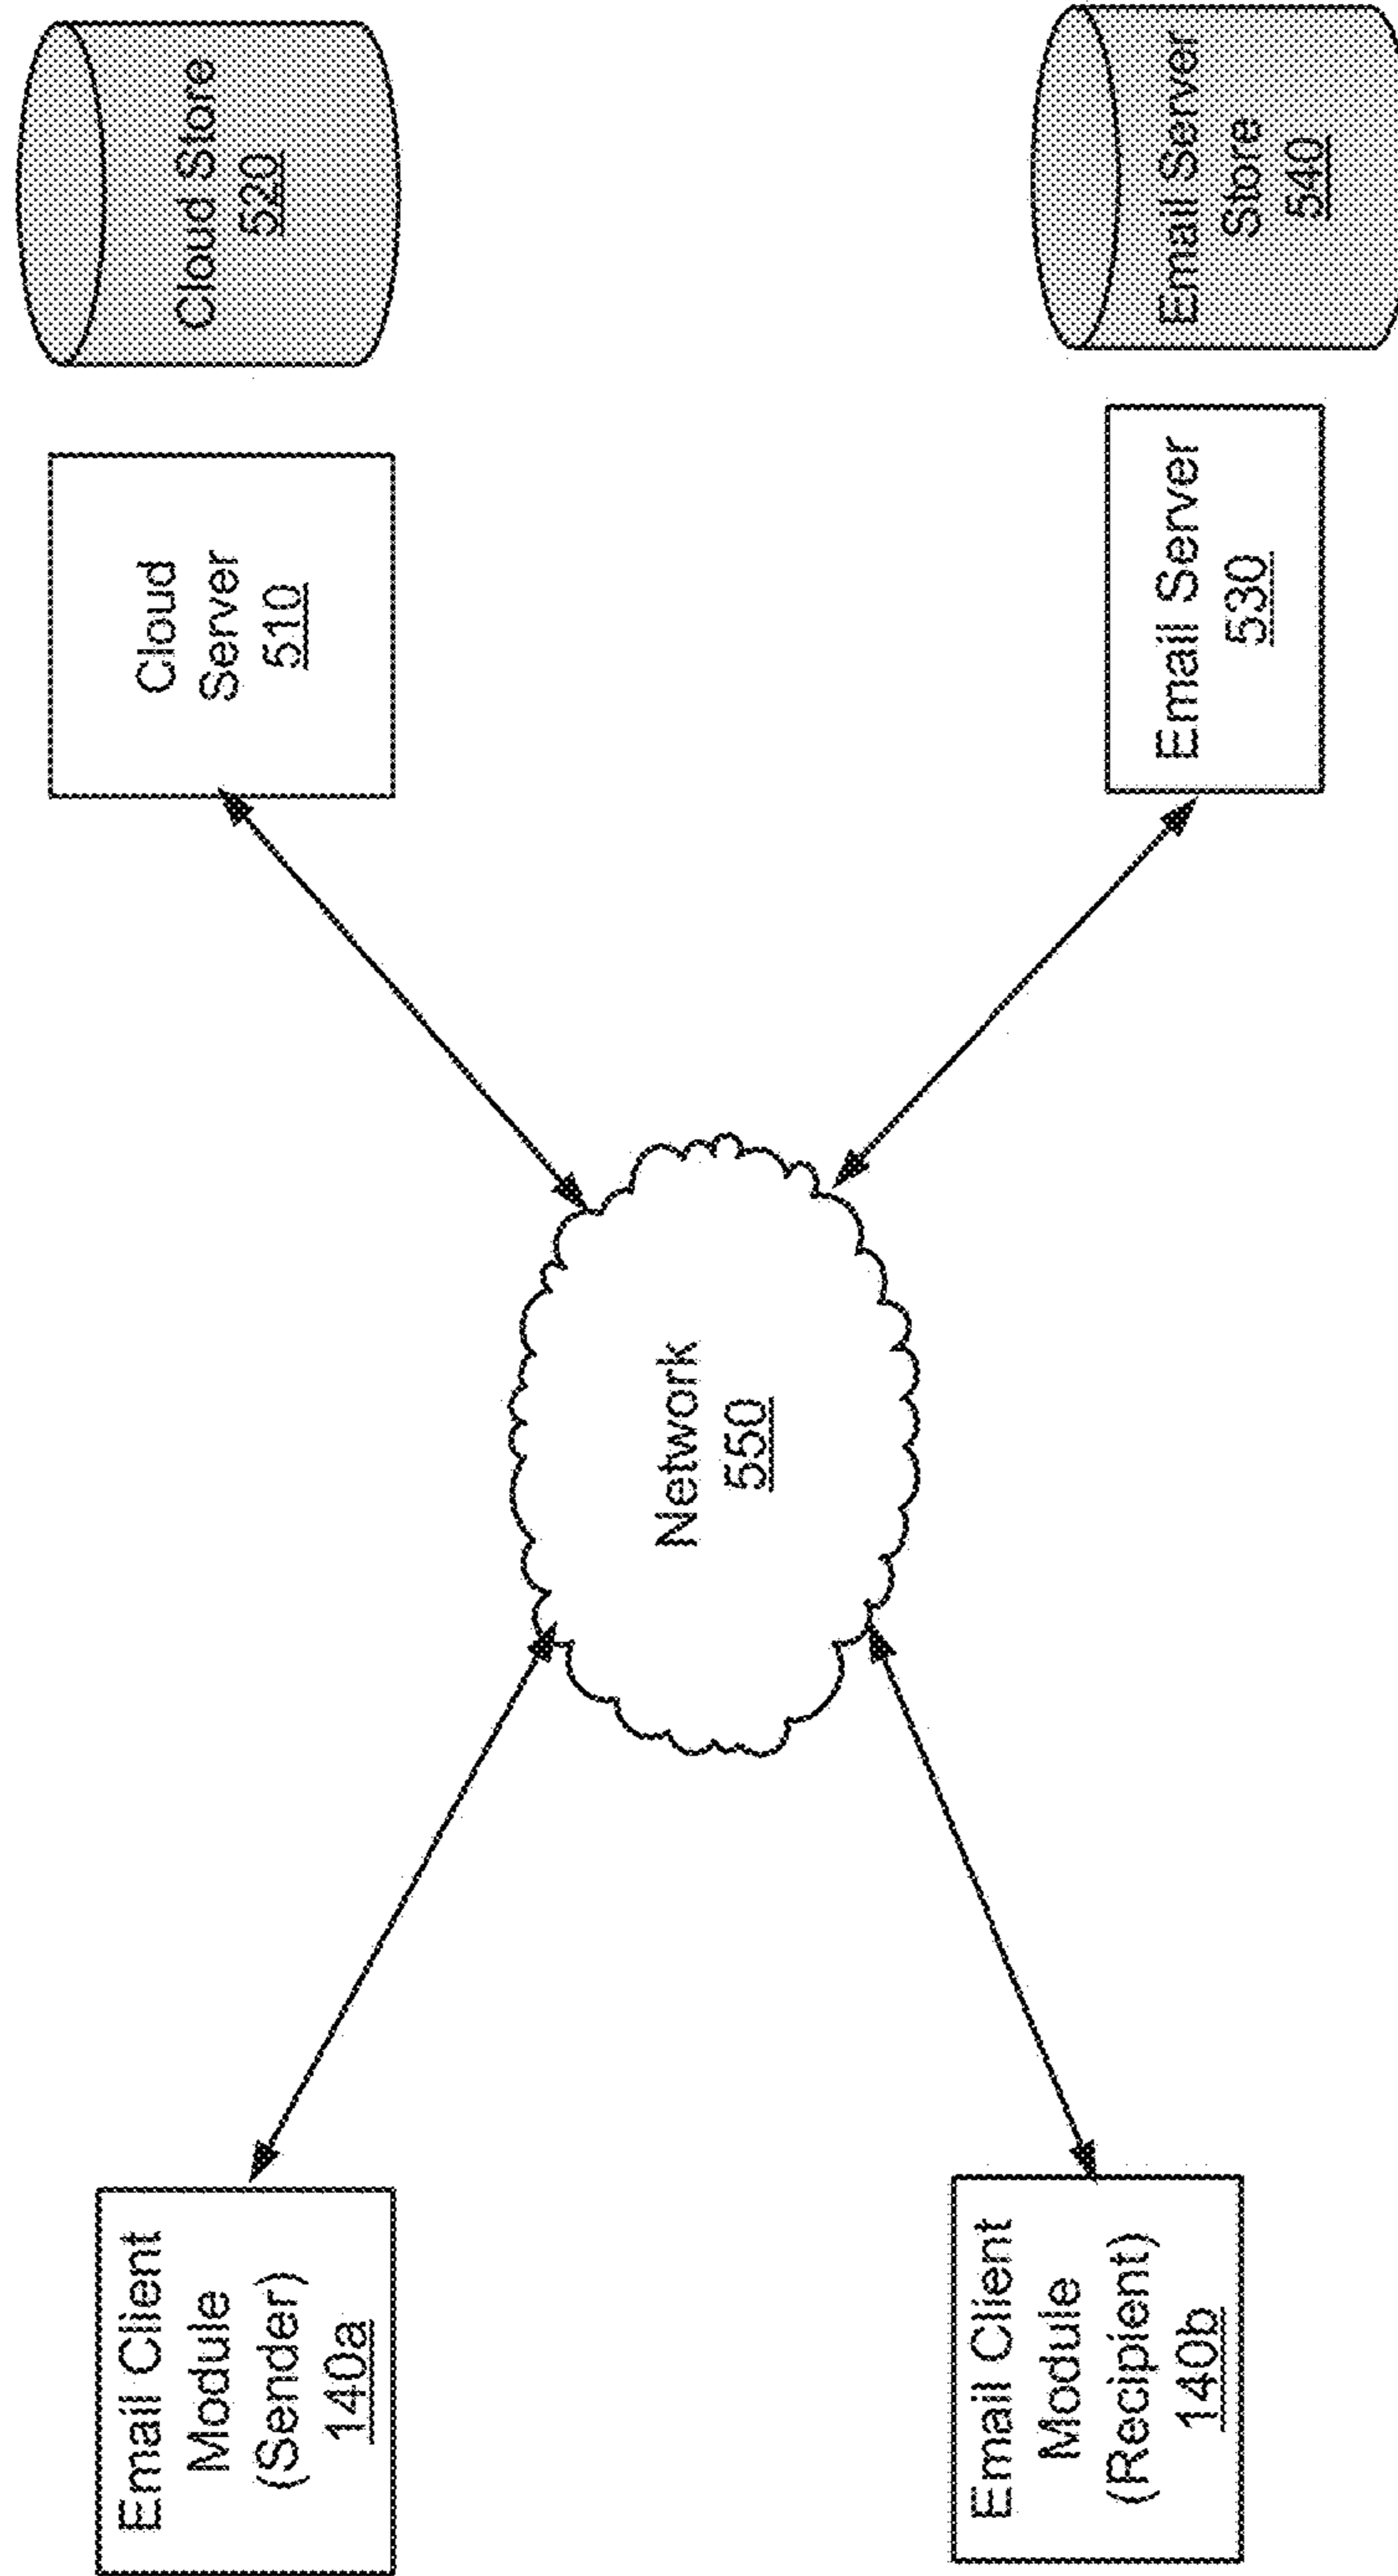 Email Client
Module
(Sender)
140a
Cloud
Server
510
Cloud Store
520
Network
550
Email Client
Module
(Recipient)
140b
Email Server
530
Email Server
Store
540